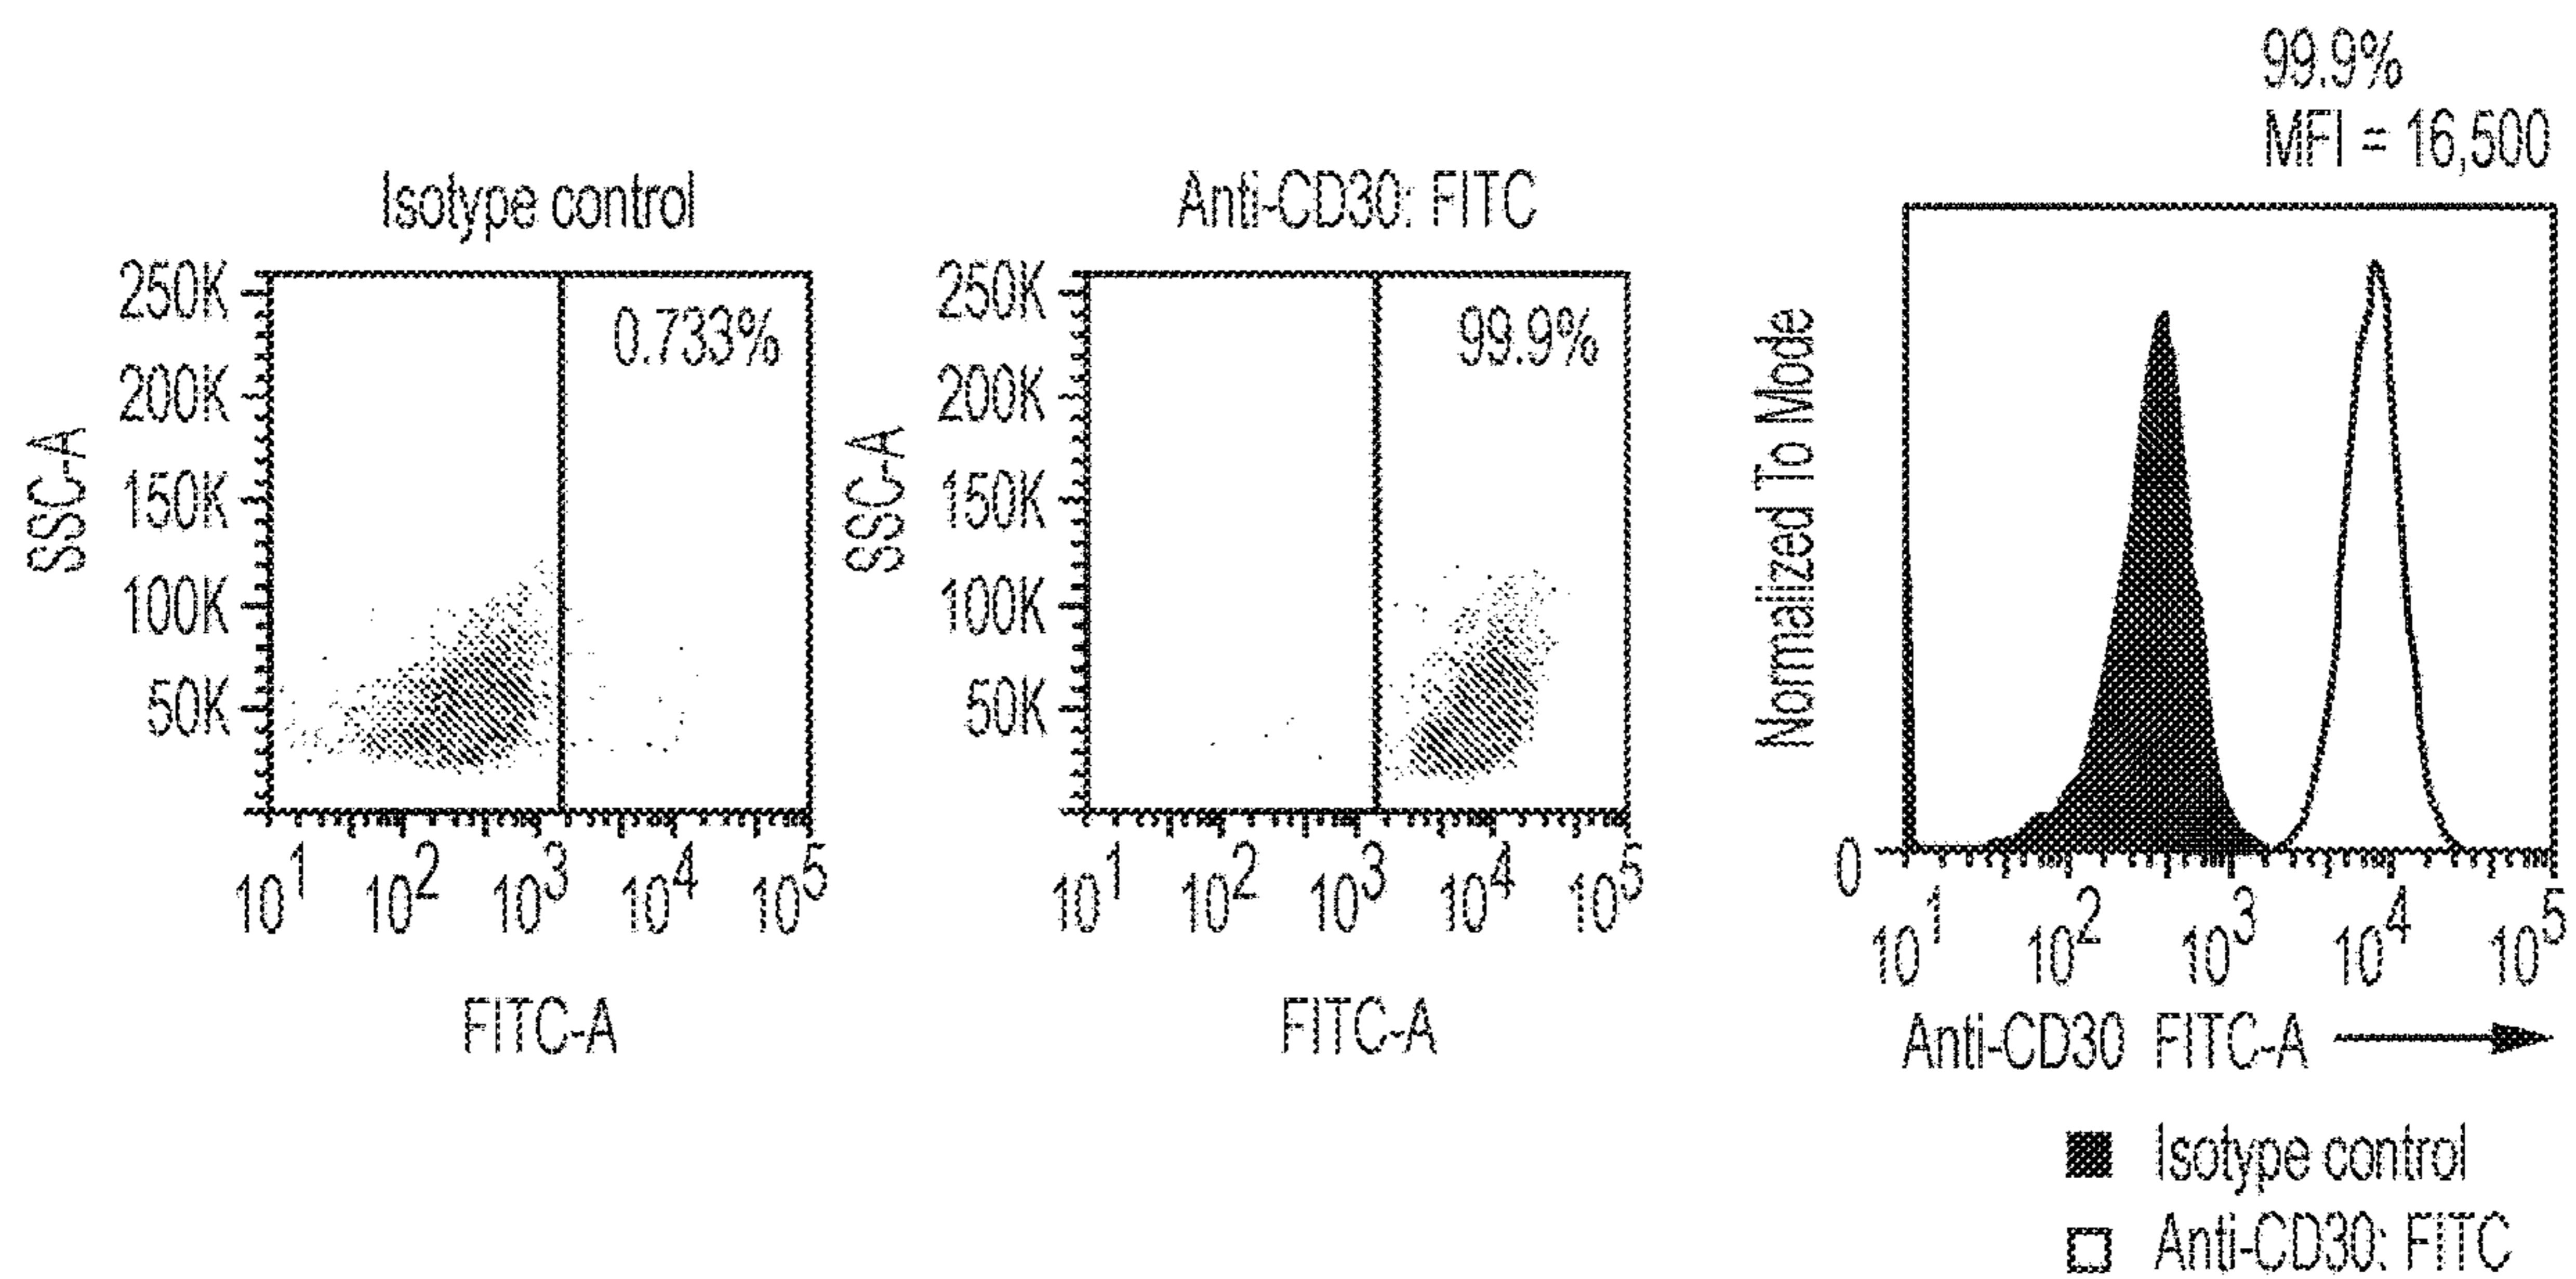 99.9%
MFI = 16,500
Isotype control
250K
200K
150K
100K
50K
SSC-A
0.733%
10^1 10^2 10^3 10^4 10^5
FITC-A
Anti-CD30: FITC
250K
200K
150K
100K
50K
SSC-A
99.9%
10^1 10^2 10^3 10^4 10^5
FITC-A
Normalized To Mode
0
10^1 10^2 10^3 10^4 10^5
Anti-CD30 FITC-A
Isotype control
Anti-CD30: FITC